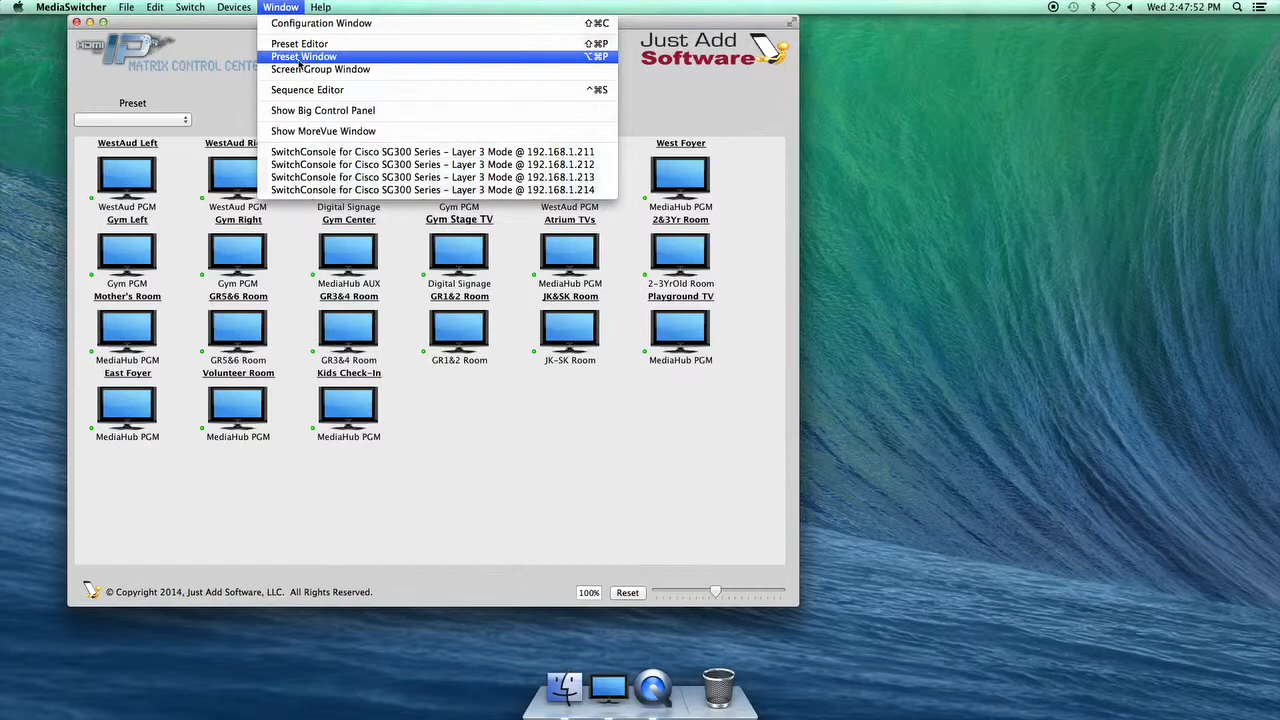 MediaSwitcher File Edit Switch Devices Window Help Wed 2:47:52 PM
HDMI IP
MATRIX CONTROL CENTE
Just Add
Software
Configuration Window ⇧⌘C
Preset Editor ⇧⌘P
Preset Window ⌥⌘P
Screen Group Window
Sequence Editor ^⌘S
Show Big Control Panel
Show MoreVue Window
SwitchConsole for Cisco SG300 Series – Layer 3 Mode @ 192.168.1.211
SwitchConsole for Cisco SG300 Series – Layer 3 Mode @ 192.168.1.212
SwitchConsole for Cisco SG300 Series – Layer 3 Mode @ 192.168.1.213
SwitchConsole for Cisco SG300 Series – Layer 3 Mode @ 192.168.1.214
Preset
WestAud Left WestAud Ri West Foyer
WestAud PGM WestAud PGM Digital Signage Gym PGM WestAud PGM MediaHub PGM
Gym Left Gym Right Gym Center Gym Stage TV Atrium TVs 2&3Yr Room
Gym PGM Gym PGM MediaHub AUX Digital Signage MediaHub PGM 2-3YrOld Room
Mother's Room GR5&6 Room GR3&4 Room GR1&2 Room JK&SK Room Playground TV
MediaHub PGM GR5&6 Room GR3&4 Room GR1&2 Room JK-SK Room MediaHub PGM
East Foyer Volunteer Room Kids Check-In
MediaHub PGM MediaHub PGM MediaHub PGM
© Copyright 2014, Just Add Software, LLC. All Rights Reserved. 100% Reset